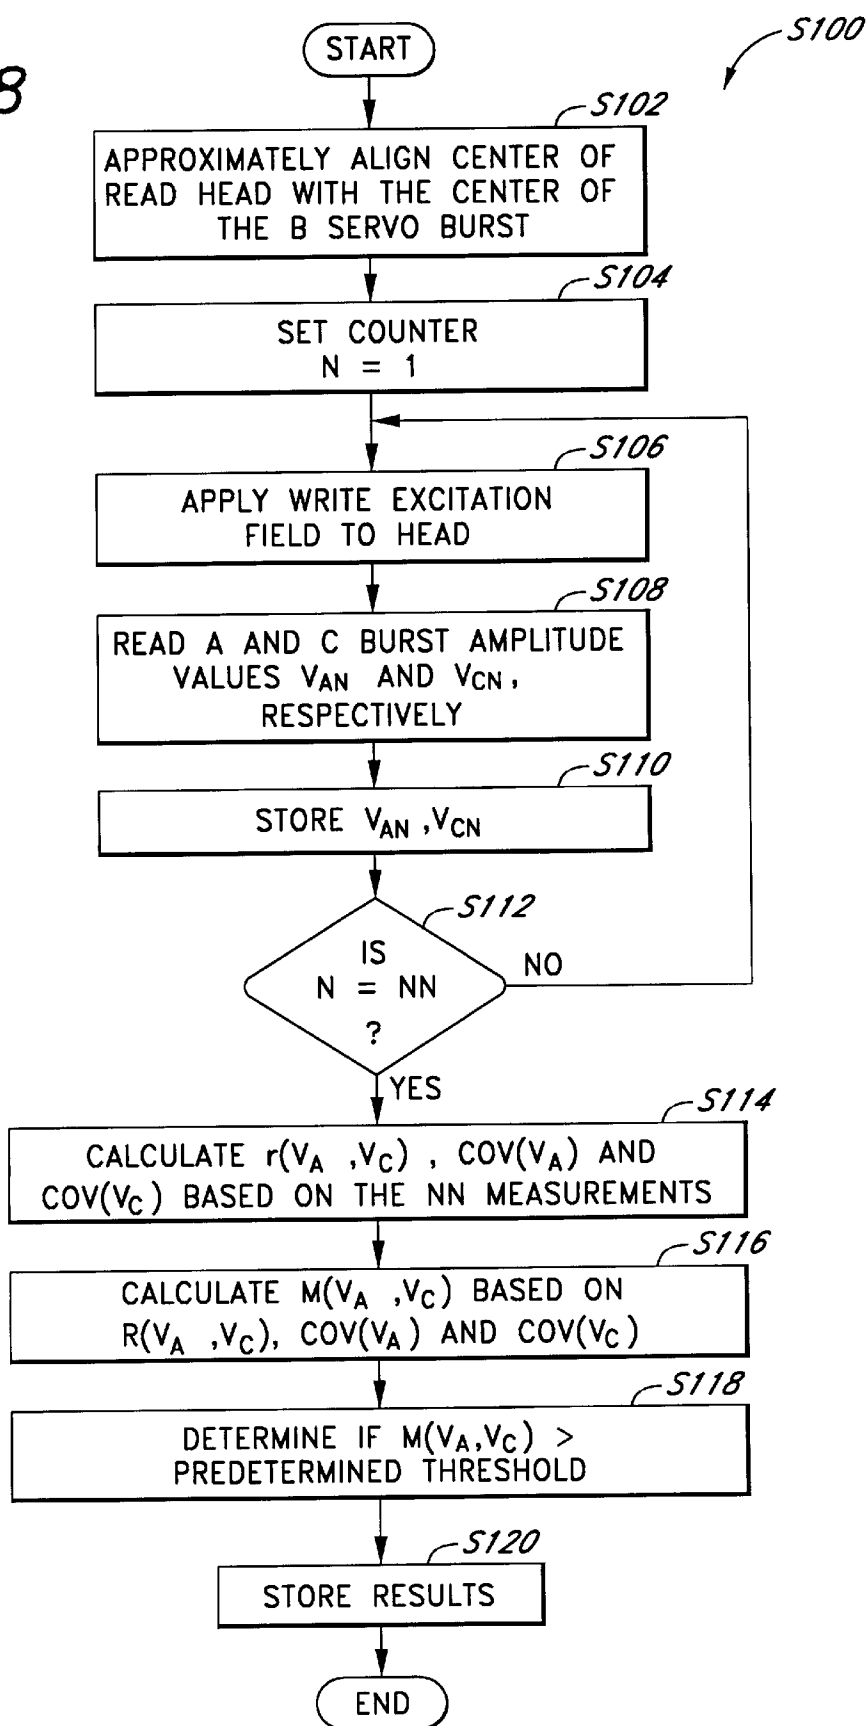 8
S100
START
S102
APPROXIMATELY ALIGN CENTER OF
READ HEAD WITH THE CENTER OF
THE B SERVO BURST
S104
SET COUNTER
N = 1
S106
APPLY WRITE EXCITATION
FIELD TO HEAD
S108
READ A AND C BURST AMPLITUDE
VALUES VAN AND VCN,
RESPECTIVELY
S110
STORE VAN ,VCN
S112
IS
N = NN
?
NO
YES
S114
CALCULATE r(VA ,VC) , COV(VA) AND
COV(VC) BASED ON THE NN MEASUREMENTS
S116
CALCULATE M(VA ,VC) BASED ON
R(VA ,VC), COV(VA) AND COV(VC)
S118
DETERMINE IF M(VA,VC) >
PREDETERMINED THRESHOLD
S120
STORE RESULTS
END